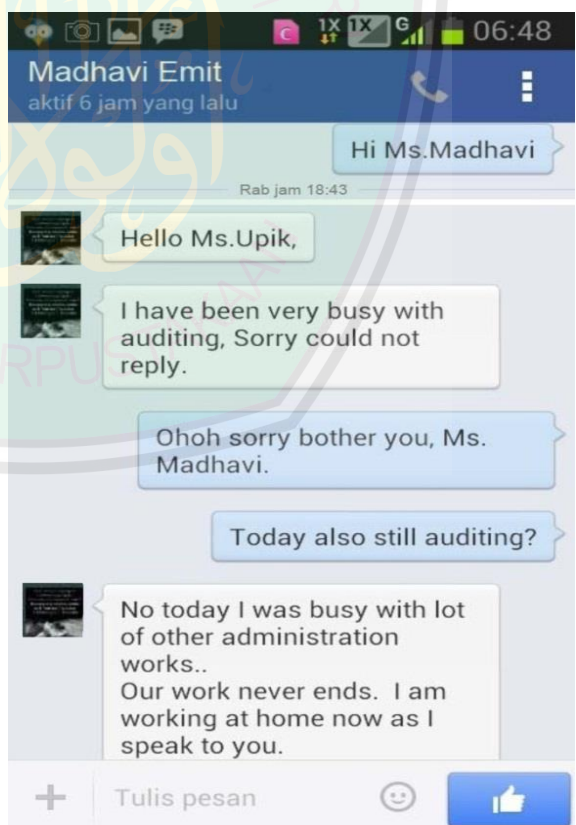 1X 1X G 06:48
Madhavi Emit
aktif 6 jam yang lalu
Hi Ms.Madhavi
Rab jam 18:43
Hello Ms.Upik,
I have been very busy with
auditing, Sorry could not
reply.
Ohoh sorry bother you, Ms.
Madhavi.
Today also still auditing?
No today I was busy with lot
of other administration
works..
Our work never ends.  I am
working at home now as I
speak to you.
Tulis pesan